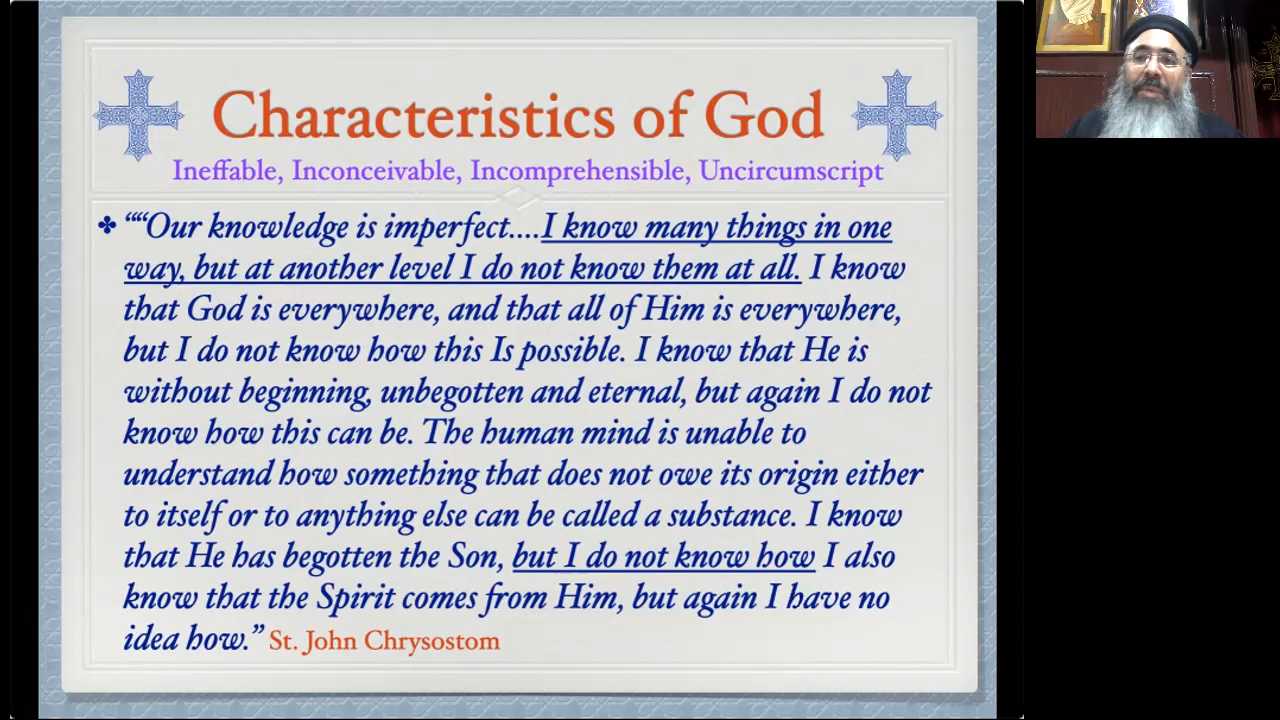 Characteristics of God
Ineffable, Inconceivable, Incomprehensible, Uncircumscript
✤ ““Our knowledge is imperfect....I know many things in one
way, but at another level I do not know them at all. I know
that God is everywhere, and that all of Him is everywhere,
but I do not know how this Is possible. I know that He is
without beginning, unbegotten and eternal, but again I do not
know how this can be. The human mind is unable to
understand how something that does not owe its origin either
to itself or to anything else can be called a substance. I know
that He has begotten the Son, but I do not know how I also
know that the Spirit comes from Him, but again I have no
idea how.” St. John Chrysostom